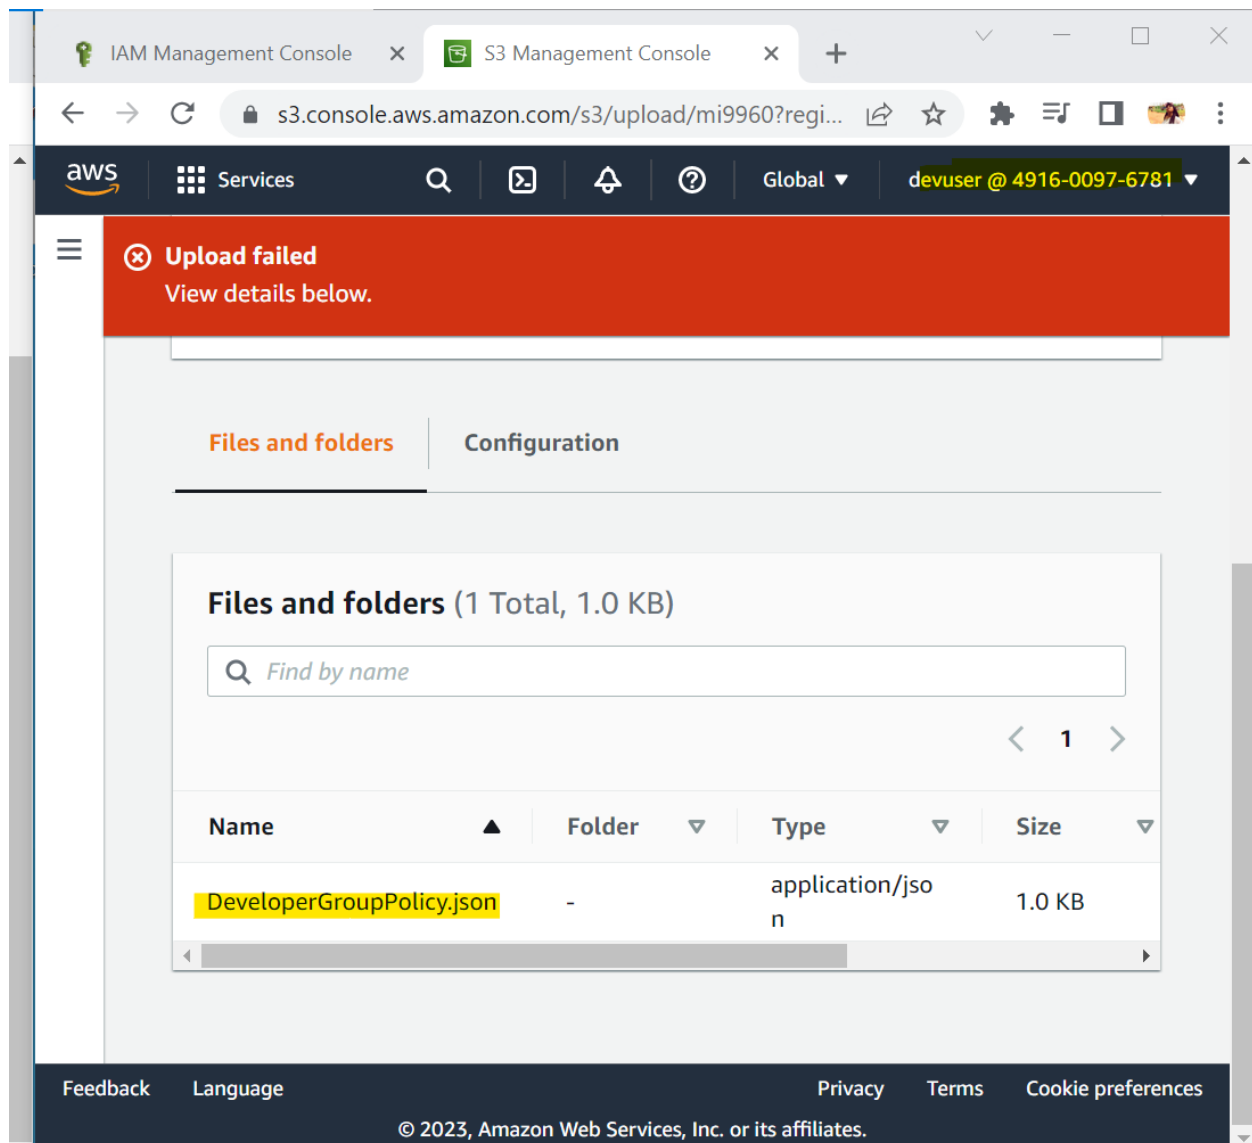 IAM Management Console
S3 Management Console
s3.console.aws.amazon.com/s3/upload/mi9960?regi...
aws
Services
Global
devuser @ 4916-0097-6781
Upload failed
View details below.
Files and folders
Configuration
Files and folders (1 Total, 1.0 KB)
Find by name
1
Name Folder Type Size
DeveloperGroupPolicy.json - application/jso 1.0 KB
n
Feedback Language Privacy Terms Cookie preferences
© 2023, Amazon Web Services, Inc. or its affiliates.